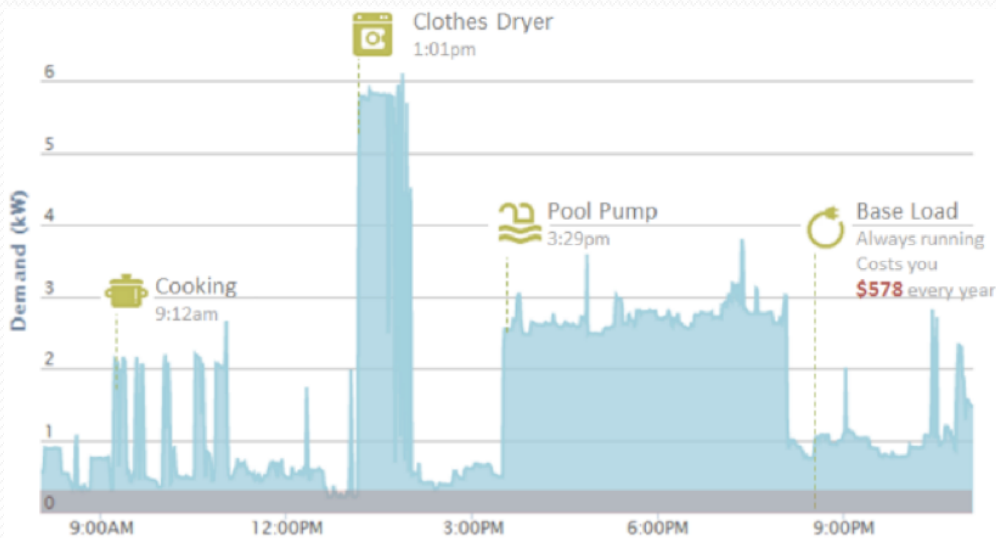 Clothes Dryer
1:01pm
6
5
Demand (kW)
4
Pool Pump
3:29pm
Base Load
Always running
Costs you
$578 every year
3
Cooking
9:12am
2
1
0
9:00AM 12:00PM 3:00PM 6:00PM 9:00PM